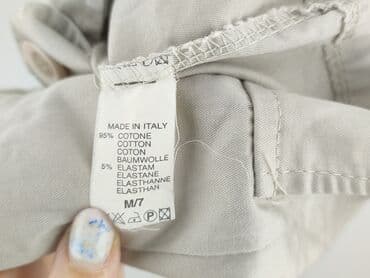 MADE IN ITALY
95% COTONE
COTTON
COTON
BAUMWOLLE
5% ELASTAM
ELASTANE
ELASTHANNE
ELASTHAN
M/7
P